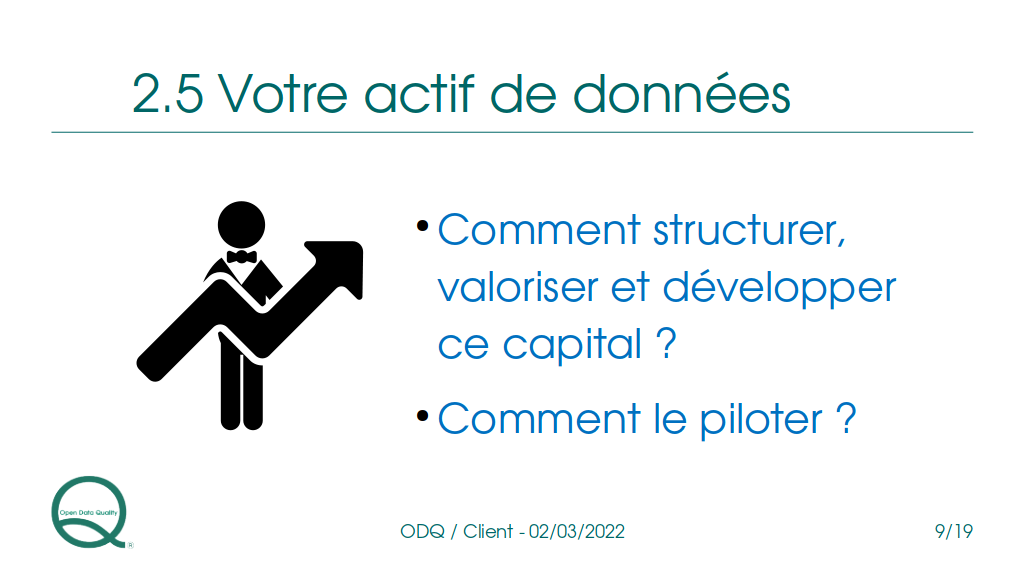 2.5 Votre actif de données
• Comment structurer,
valoriser et développer
ce capital ?
• Comment le piloter ?
Open Data Quality
®
ODQ / Client - 02/03/2022
9/19